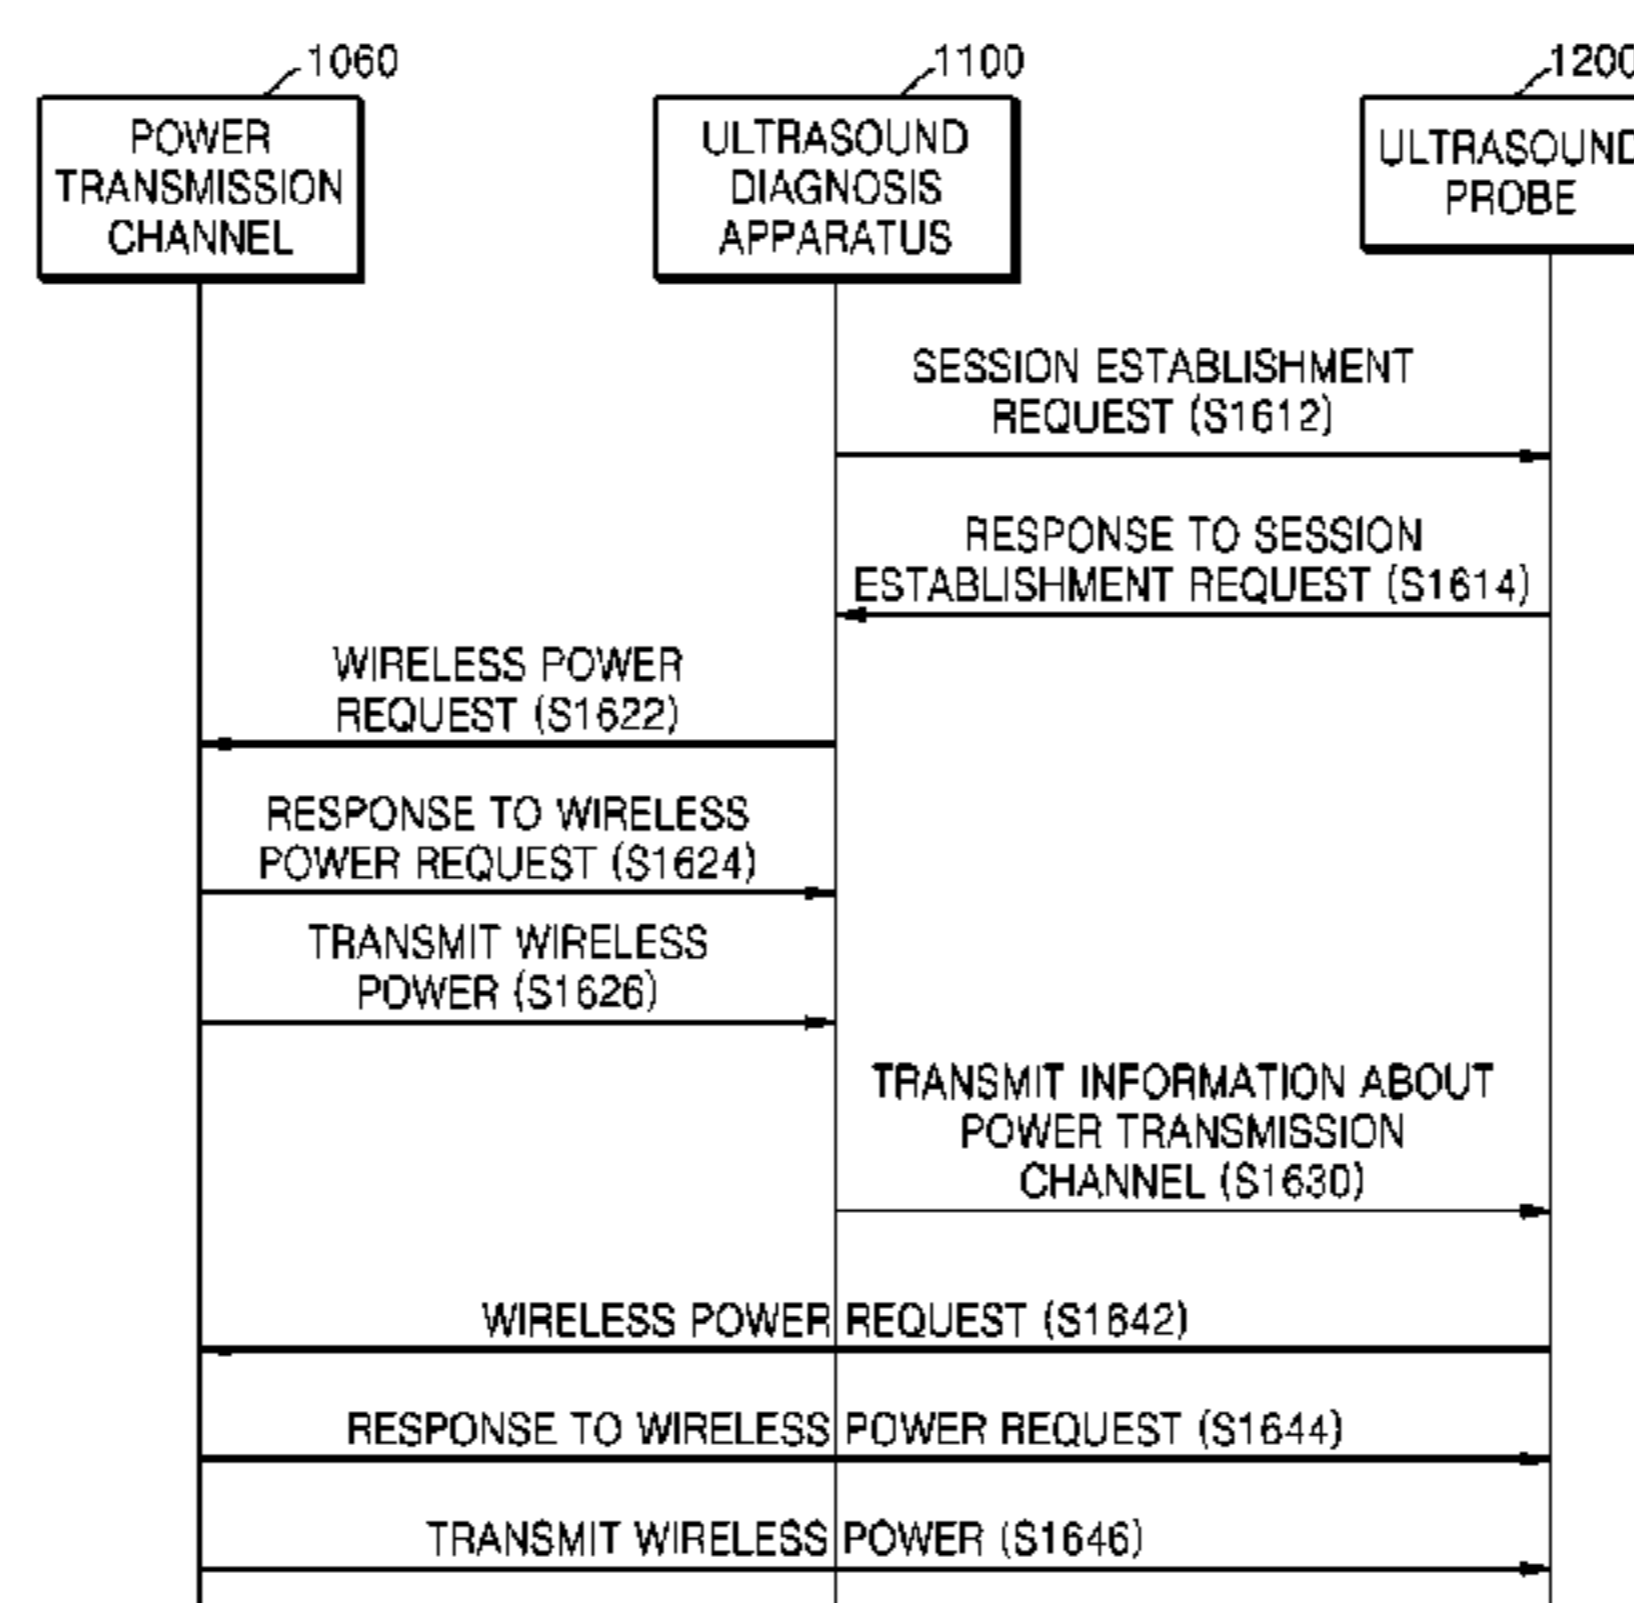 1060
1100
1200
POWER
TRANSMISSION
CHANNEL
ULTRASOUND
DIAGNOSIS
APPARATUS
ULTRASOUND
PROBE
SESSION ESTABLISHMENT
REQUEST (S1612)
RESPONSE TO SESSION
ESTABLISHMENT REQUEST (S1614)
WIRELESS POWER
REQUEST (S1622)
RESPONSE TO WIRELESS
POWER REQUEST (S1624)
TRANSMIT WIRELESS
POWER (S1626)
TRANSMIT INFORMATION ABOUT
POWER TRANSMISSION
CHANNEL (S1630)
WIRELESS POWER REQUEST (S1642)
RESPONSE TO WIRELESS POWER REQUEST (S1644)
TRANSMIT WIRELESS POWER (S1646)